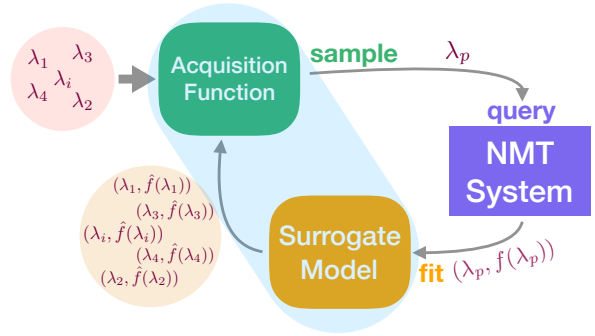 λ₁ λ₃
λᵢ
λ₄ λ₂
Acquisition
Function
sample λₚ
query
NMT
System
(λ₁, f̂(λ₁))
(λ₃, f̂(λ₃))
(λᵢ, f̂(λᵢ))
(λ₄, f̂(λ₄))
(λ₂, f̂(λ₂))
Surrogate
Model
fit (λₚ, f(λₚ))